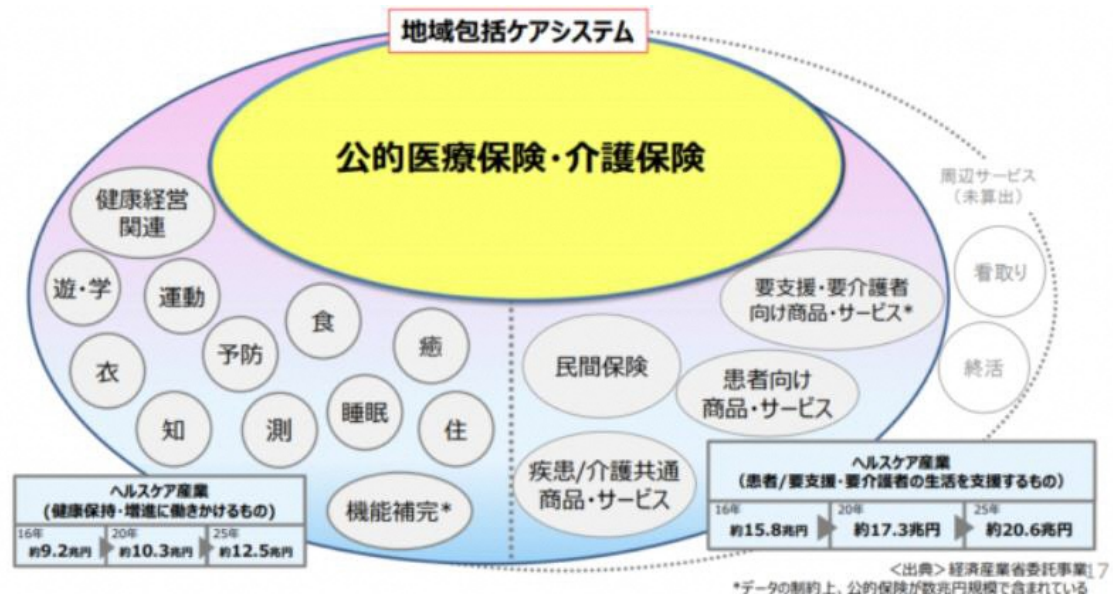 地域包括ケアシステム
公的医療保険・介護保険
周辺サービス
（未算出）
看取り
終活
健康経営
関連
遊・学
運動
食
癒
衣
予防
知
測
睡眠
住
機能補完*
要支援・要介護者
向け商品・サービス*
民間保険
患者向け
商品・サービス
疾患/介護共通
商品・サービス
ヘルスケア産業
(健康保持・増進に働きかけるもの)
16年 20年 25年
約9.2兆円 約10.3兆円 約12.5兆円
ヘルスケア産業
（患者/要支援・要介護者の生活を支援するもの）
16年 20年 25年
約15.8兆円 約17.3兆円 約20.6兆円
<出典> 経済産業省委託事業
17
*データの制約上、公的保険が数兆円規模で含まれている